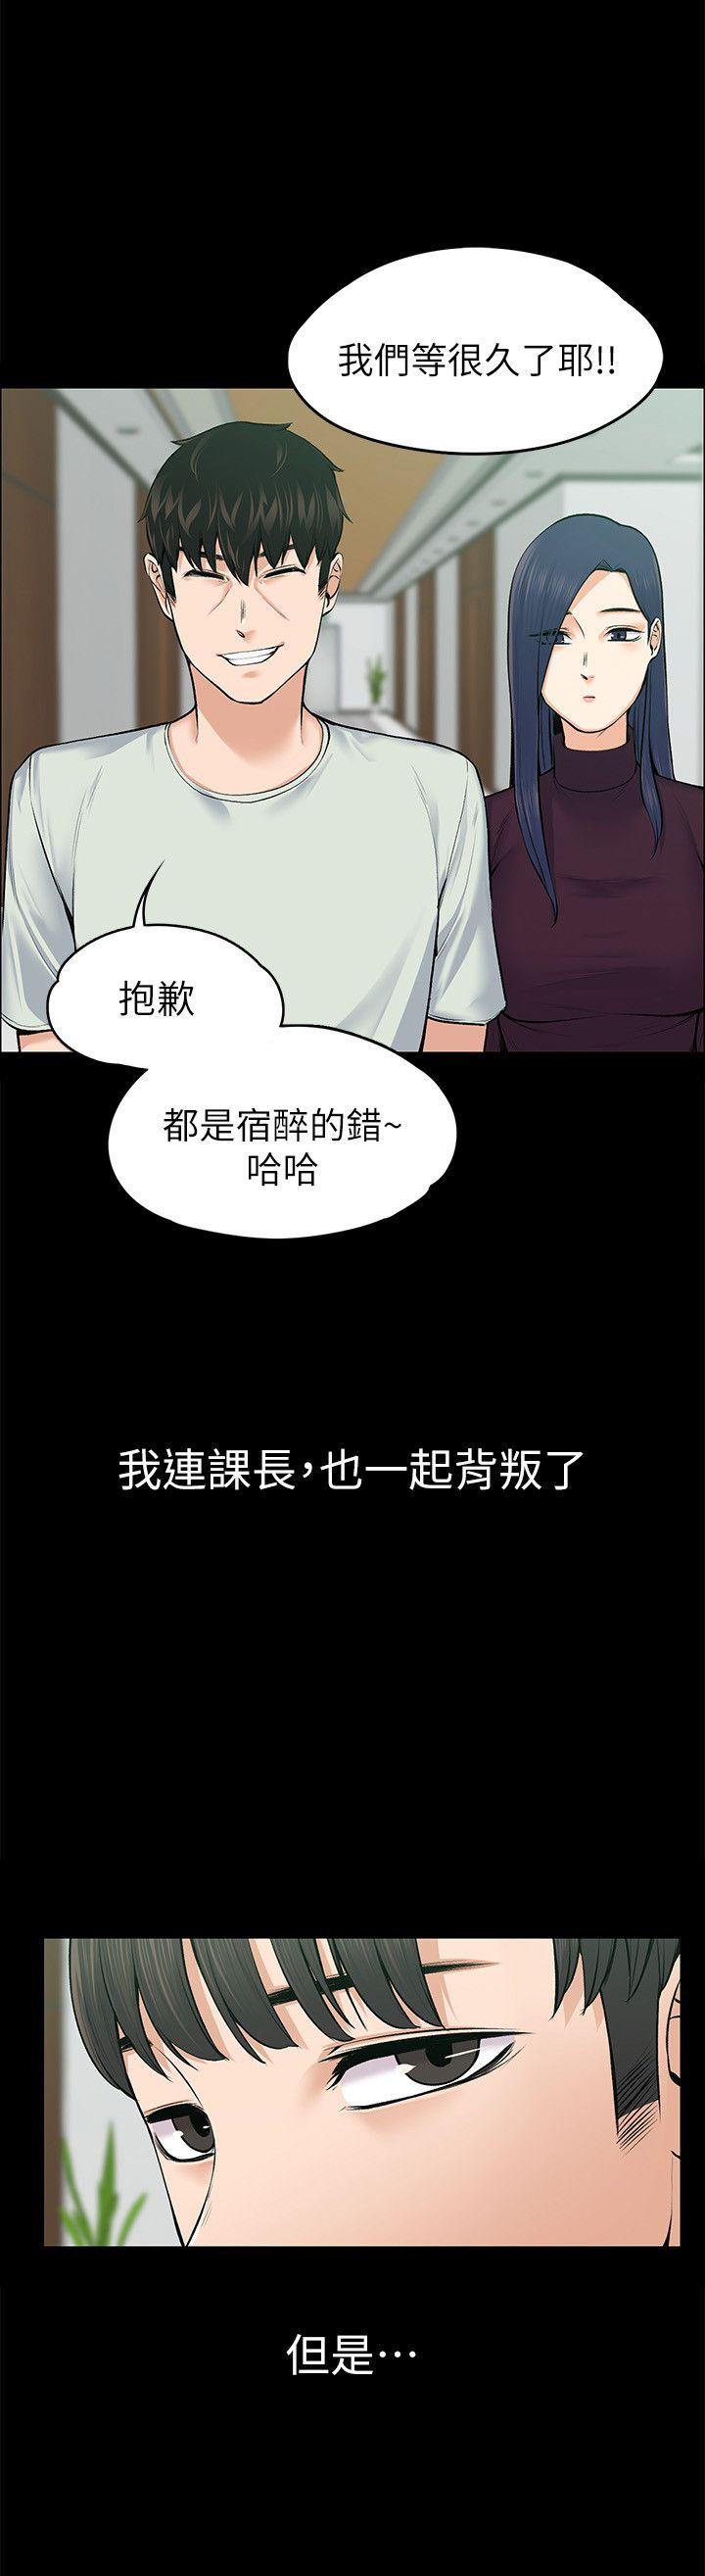 我們等很久了耶!!
抱歉
都是宿醉的錯~
哈哈
我連課長，也一起背叛了
但是…